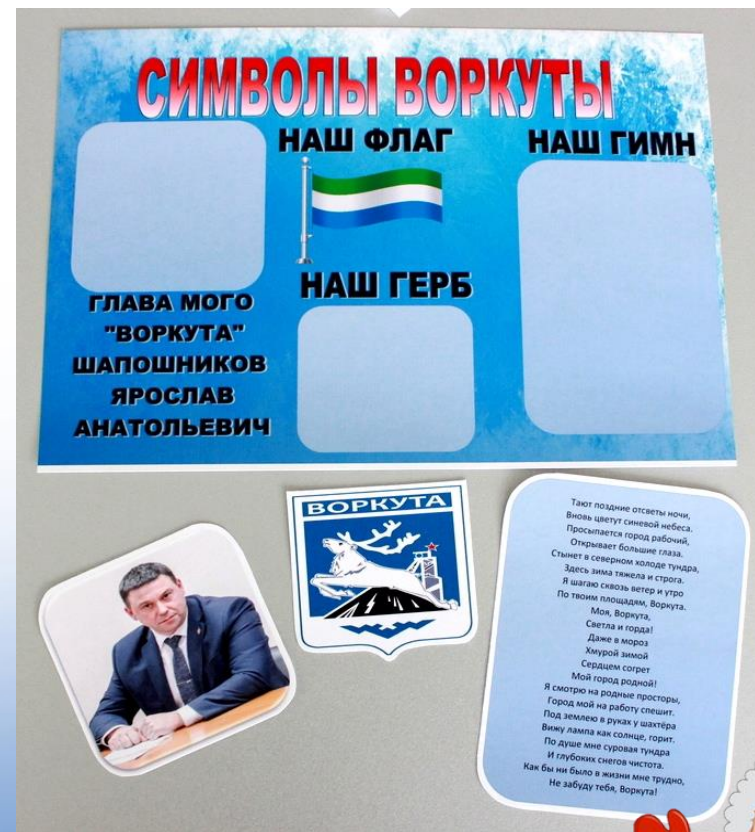 СИМВОЛЫ ВОРКУТЫ
НАШ ФЛАГ
НАШ ГИМН
НАШ ГЕРБ
ГЛАВА МОГО
"ВОРКУТА"
ШАПОШНИКОВ
ЯРОСЛАВ
АНАТОЛЬЕВИЧ
ВОРКУТА
Тают поздние отсветы ночи,
Вновь цветут синевой небеса.
Просыпается город рабочий,
Открывает большие глаза.
Стынет в северном холоде тундра,
Здесь зима тяжела и строга.
Я шагаю сквозь ветер и утро
По твоим площадям, Воркута.
Моя, Воркута,
Светла и горда!
Даже в мороз
Хмурой зимой
Сердцем согрет
Мой город родной!
Я смотрю на родные просторы,
Город мой на работу спешит.
Под землею в руках у шахтёра
Вижу лампа как солнце, горит.
По душе мне суровая тундра
И глубоких снегов чистота.
Как бы ни было в жизни мне трудно,
Не забуду тебя, Воркута!